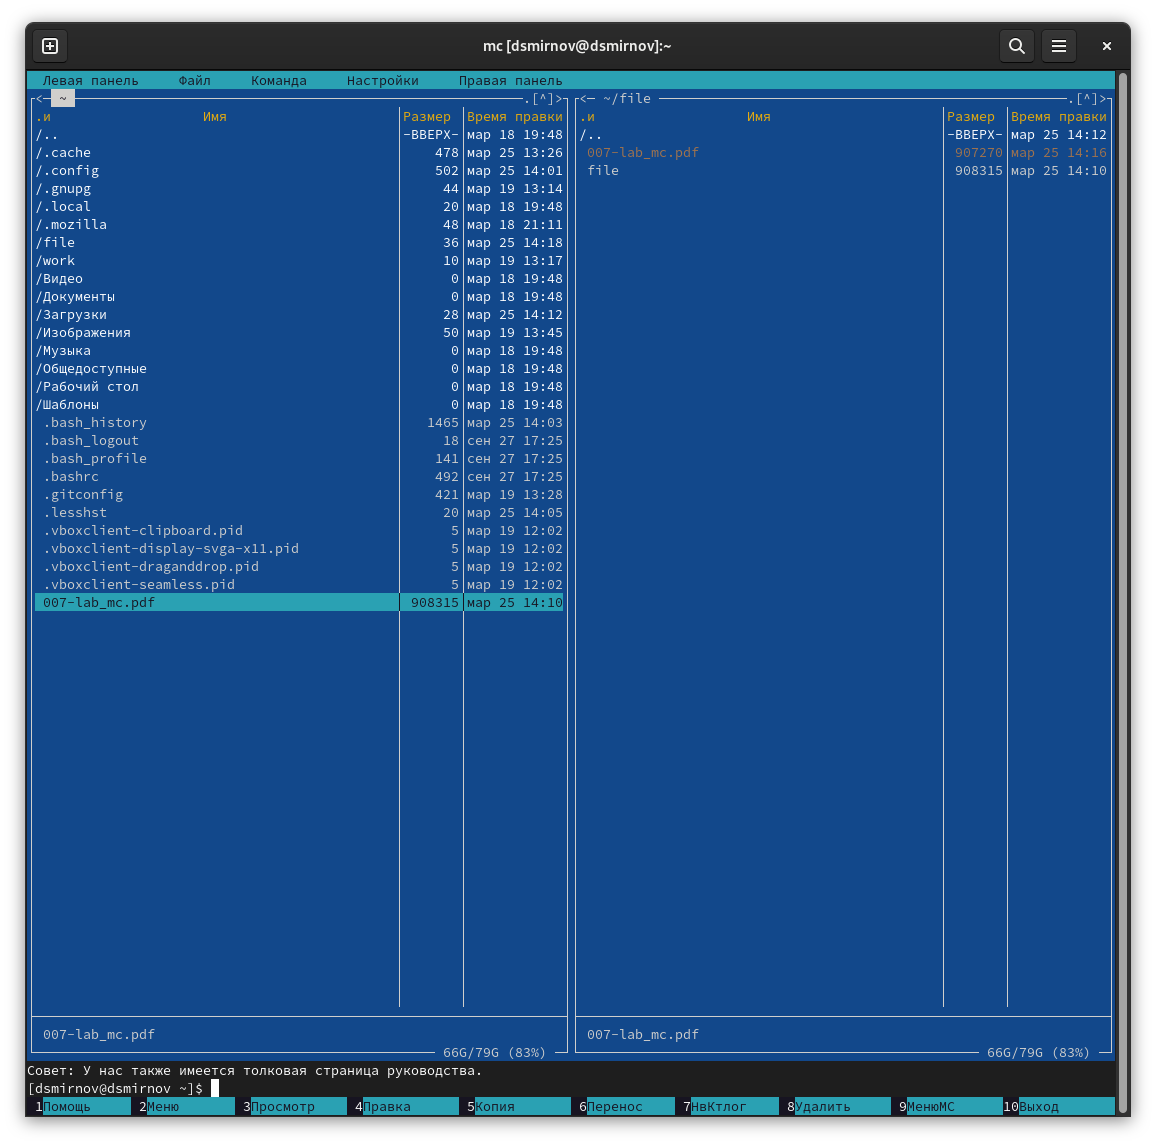 mc [dsmirnov@dsmirnov]:~
Левая панель Файл Команда Настройки Правая панель
<─ ~ ─.[^]>
.и Имя Размер Время правки
/.. -ВВЕРХ- мар 18 19:48
/.cache 478 мар 25 13:26
/.config 502 мар 25 14:01
/.gnupg 44 мар 19 13:14
/.local 20 мар 18 19:48
/.mozilla 48 мар 18 21:11
/file 36 мар 25 14:18
/work 10 мар 19 13:17
/Видео 0 мар 18 19:48
/Документы 0 мар 18 19:48
/Загрузки 28 мар 25 14:12
/Изображения 50 мар 19 13:45
/Музыка 0 мар 18 19:48
/Общедоступные 0 мар 18 19:48
/Рабочий стол 0 мар 18 19:48
/Шаблоны 0 мар 18 19:48
.bash_history 1465 мар 25 14:03
.bash_logout 18 сен 27 17:25
.bash_profile 141 сен 27 17:25
.bashrc 492 сен 27 17:25
.gitconfig 421 мар 19 13:28
.lesshst 20 мар 25 14:05
.vboxclient-clipboard.pid 5 мар 19 12:02
.vboxclient-display-svga-x11.pid 5 мар 19 12:02
.vboxclient-draganddrop.pid 5 мар 19 12:02
.vboxclient-seamless.pid 5 мар 19 12:02
007-lab_mc.pdf 908315 мар 25 14:10
007-lab_mc.pdf
66G/79G (83%)
<─ ~/file ─.[^]>
.и Имя Размер Время правки
/.. -ВВЕРХ- мар 25 14:12
007-lab_mc.pdf 907270 мар 25 14:16
file 908315 мар 25 14:10
007-lab_mc.pdf
66G/79G (83%)
Совет: У нас также имеется толковая страница руководства.
[dsmirnov@dsmirnov ~]$
1Помощь 2Меню 3Просмотр 4Правка 5Копия 6Перенос 7НвКтлог 8Удалить 9МенюМС 10Выход